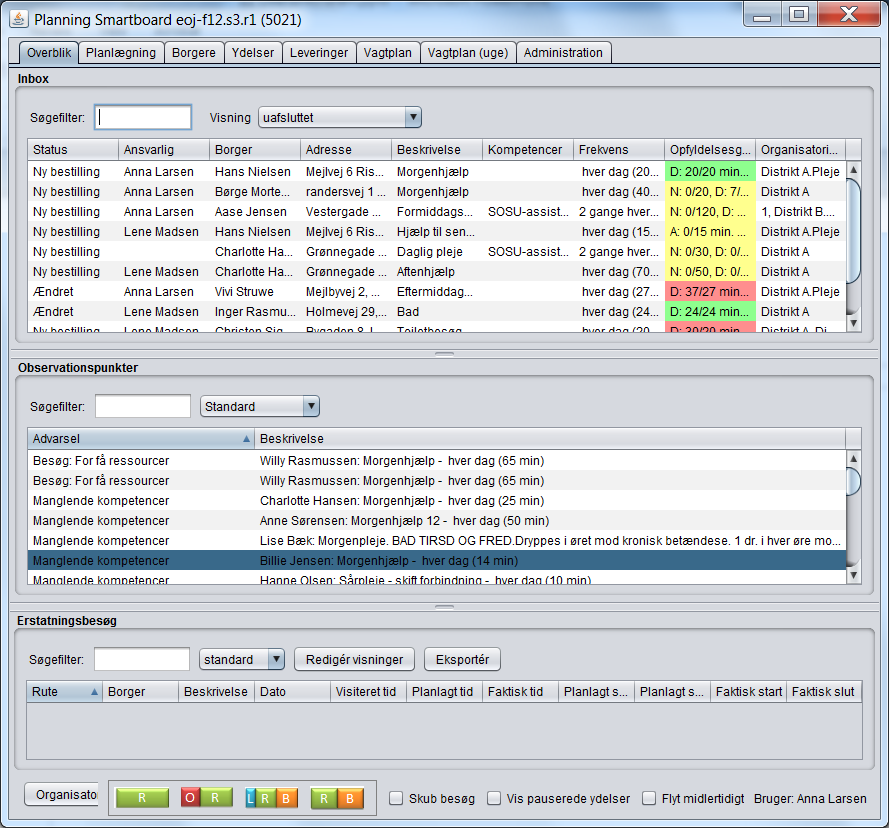 Planning Smartboard eoj-f12.s3.r1 (5021)
Overblik Planlægning Borgere Ydelser Leveringer Vagtplan Vagtplan (uge) Administration
Inbox
Søgefilter: Visning uafsluttet
Status Ansvarlig Borger Adresse Beskrivelse Kompetencer Frekvens Opfyldelsesg... Organisatori...
Ny bestilling Anna Larsen Hans Nielsen Mejlvej 6 Ris... Morgenhjælp hver dag (20... D: 20/20 min... Distrikt A.Pleje
Ny bestilling Anna Larsen Børge Morte... randersvej 1 ... Morgenhjælp hver dag (40... N: 0/20, D: 7/... Distrikt A
Ny bestilling Anna Larsen Aase Jensen Vestergade ... Formiddags... SOSU-assist... 2 gange hver... N: 0/120, D: ... 1, Distrikt B....
Ny bestilling Lene Madsen Hans Nielsen Mejlvej 6 Ris... Hjælp til sen... hver dag (15... A: 0/15 min. ... Distrikt A.Pleje
Ny bestilling Charlotte Ha... Grønnegade ... Daglig pleje SOSU-assist... 2 gange hver... N: 0/30, D: 0/... Distrikt A
Ny bestilling Lene Madsen Charlotte Ha... Grønnegade ... Aftenhjælp hver dag (70... N: 0/50, D: 0/... Distrikt A
Ændret Anna Larsen Vivi Struwe Mejlbyvej 2, ... Eftermiddag... hver dag (27... D: 37/27 min... Distrikt A.Pleje
Ændret Lene Madsen Inger Rasmu... Holmevej 29,... Bad hver dag (24... D: 24/24 min... Distrikt A
Ny bestilling Lene Madsen Christen Sig... Rygaden 8 J... Toiletbesøg hver dag (20... D: 30/20 min... Distrikt A, Di...
Observationspunkter
Søgefilter: Standard
Advarsel Beskrivelse
Besøg: For få ressourcer Willy Rasmussen: Morgenhjælp - hver dag (65 min)
Besøg: For få ressourcer Willy Rasmussen: Morgenhjælp - hver dag (65 min)
Manglende kompetencer Charlotte Hansen: Morgenhjælp - hver dag (25 min)
Manglende kompetencer Anne Sørensen: Morgenhjælp 12 - hver dag (50 min)
Manglende kompetencer Lise Bæk: Morgenpleje. BAD TIRSD OG FRED.Dryppes i øret mod kronisk betændese. 1 dr. i hver øre mo...
Manglende kompetencer Billie Jensen: Morgenhjælp - hver dag (14 min)
Manglende kompetencer Hanne Olsen: Sårpleje - skift forbindning - hver dag (10 min)
Erstatningsbesøg
Søgefilter: standard Redigér visninger Eksportér
Rute Borger Beskrivelse Dato Visiteret tid Planlagt tid Faktisk tid Planlagt s... Planlagt s... Faktisk start Faktisk slut
Organisato R O R L R B R B Skub besøg Vis pauserede ydelser Flyt midlertidigt Bruger: Anna Larsen